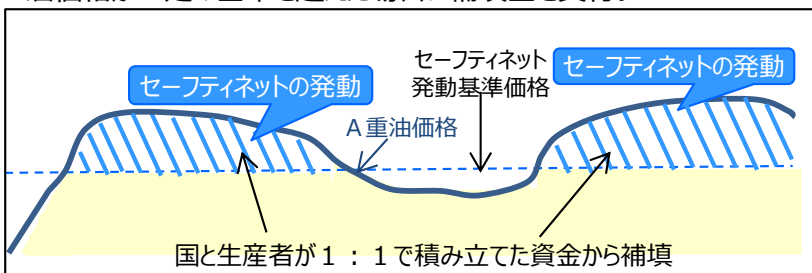 セーフティネットの発動
セーフティネット
発動基準価格
セーフティネットの発動
A重油価格
国と生産者が1:1で積み立てた資金から補填